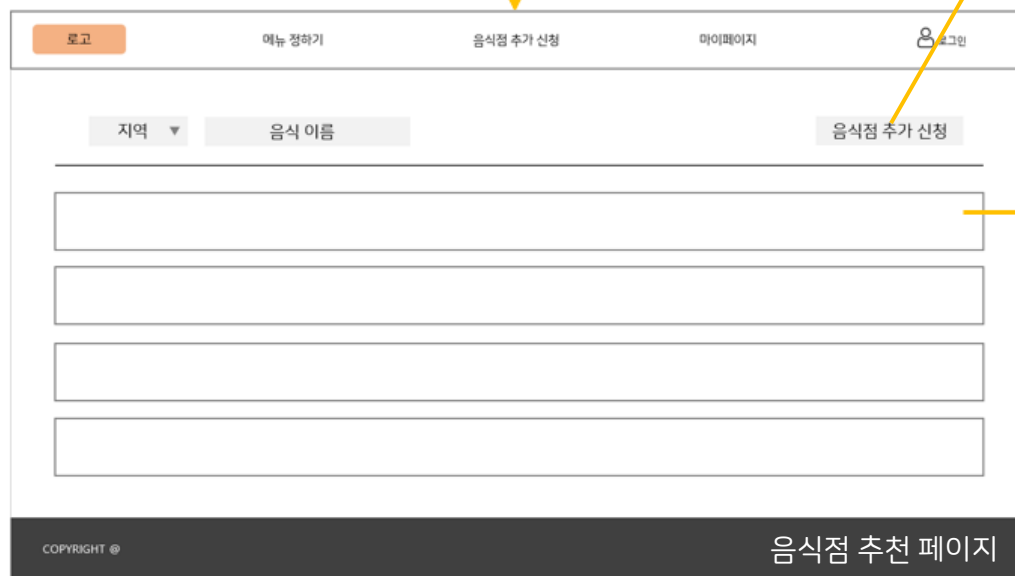 로고
메뉴 정하기
음식점 추가 신청
마이페이지
로그인
지역
음식 이름
음식점 추가 신청
COPYRIGHT @
음식점 추천 페이지